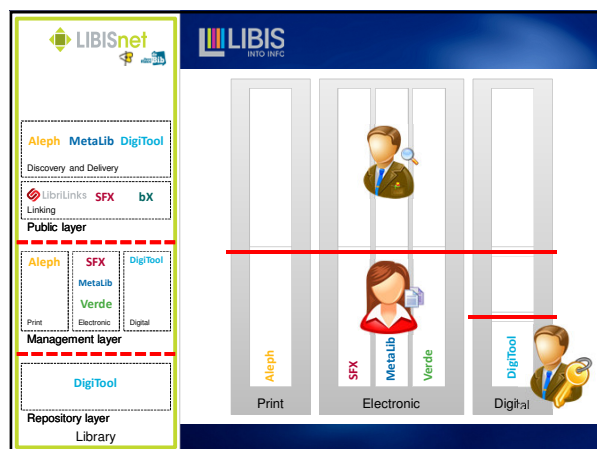 LIBISnet
LIBIS
INTO INFO
Aleph MetaLib DigiTool
Discovery and Delivery
LibriLinks SFX bX
Linking
Public layer
Aleph SFX DigiTool
MetaLib
Verde
Print Electronic Digital
Management layer
DigiTool
Repository layer
Library
Aleph
SFX
MetaLib
Verde
DigiTool
Print Electronic Digital